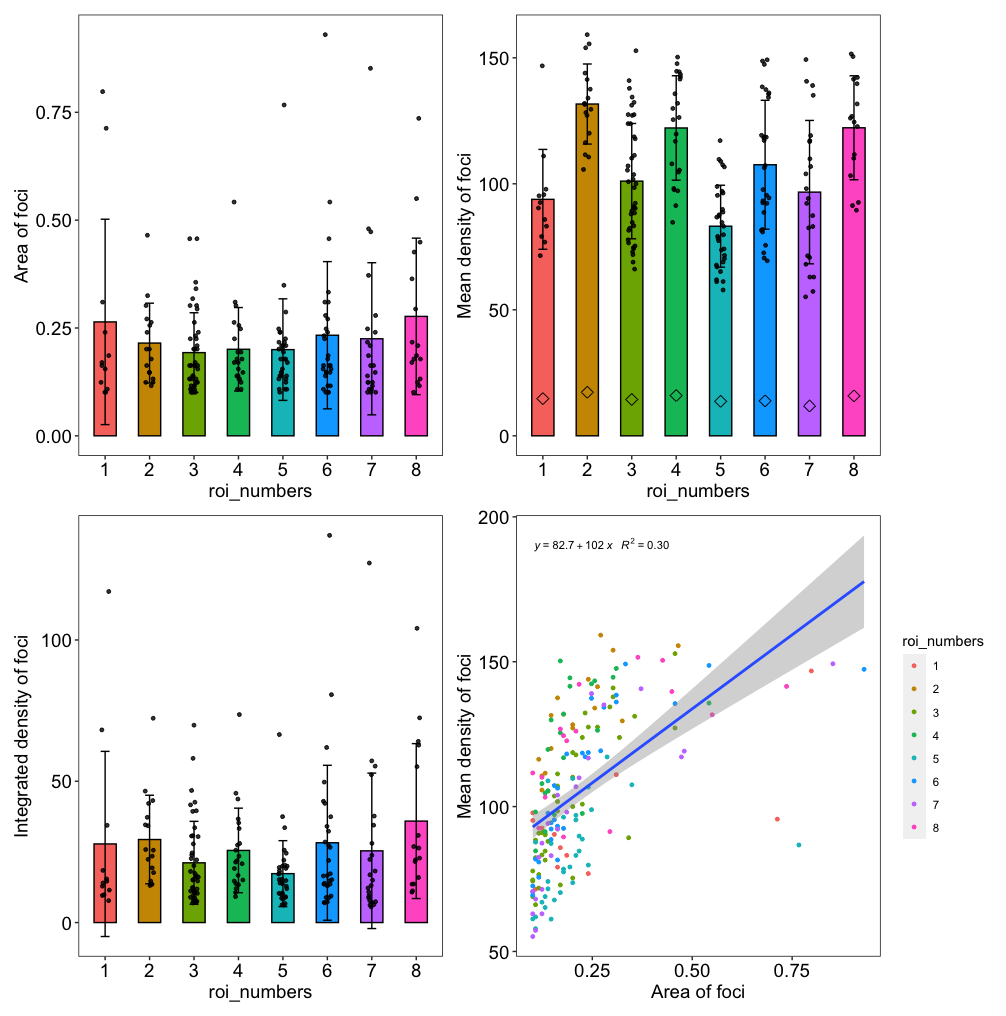 Area of foci
0.75
0.50
0.25
0.00
1 2 3 4 5 6 7 8
roi_numbers
Mean density of foci
150
100
50
0
1 2 3 4 5 6 7 8
roi_numbers
Integrated density of foci
100
50
0
1 2 3 4 5 6 7 8
roi_numbers
Mean density of foci
200
150
100
50
y = 82.7 + 102 x R² = 0.30
0.25 0.50 0.75
Area of foci
roi_numbers
1
2
3
4
5
6
7
8